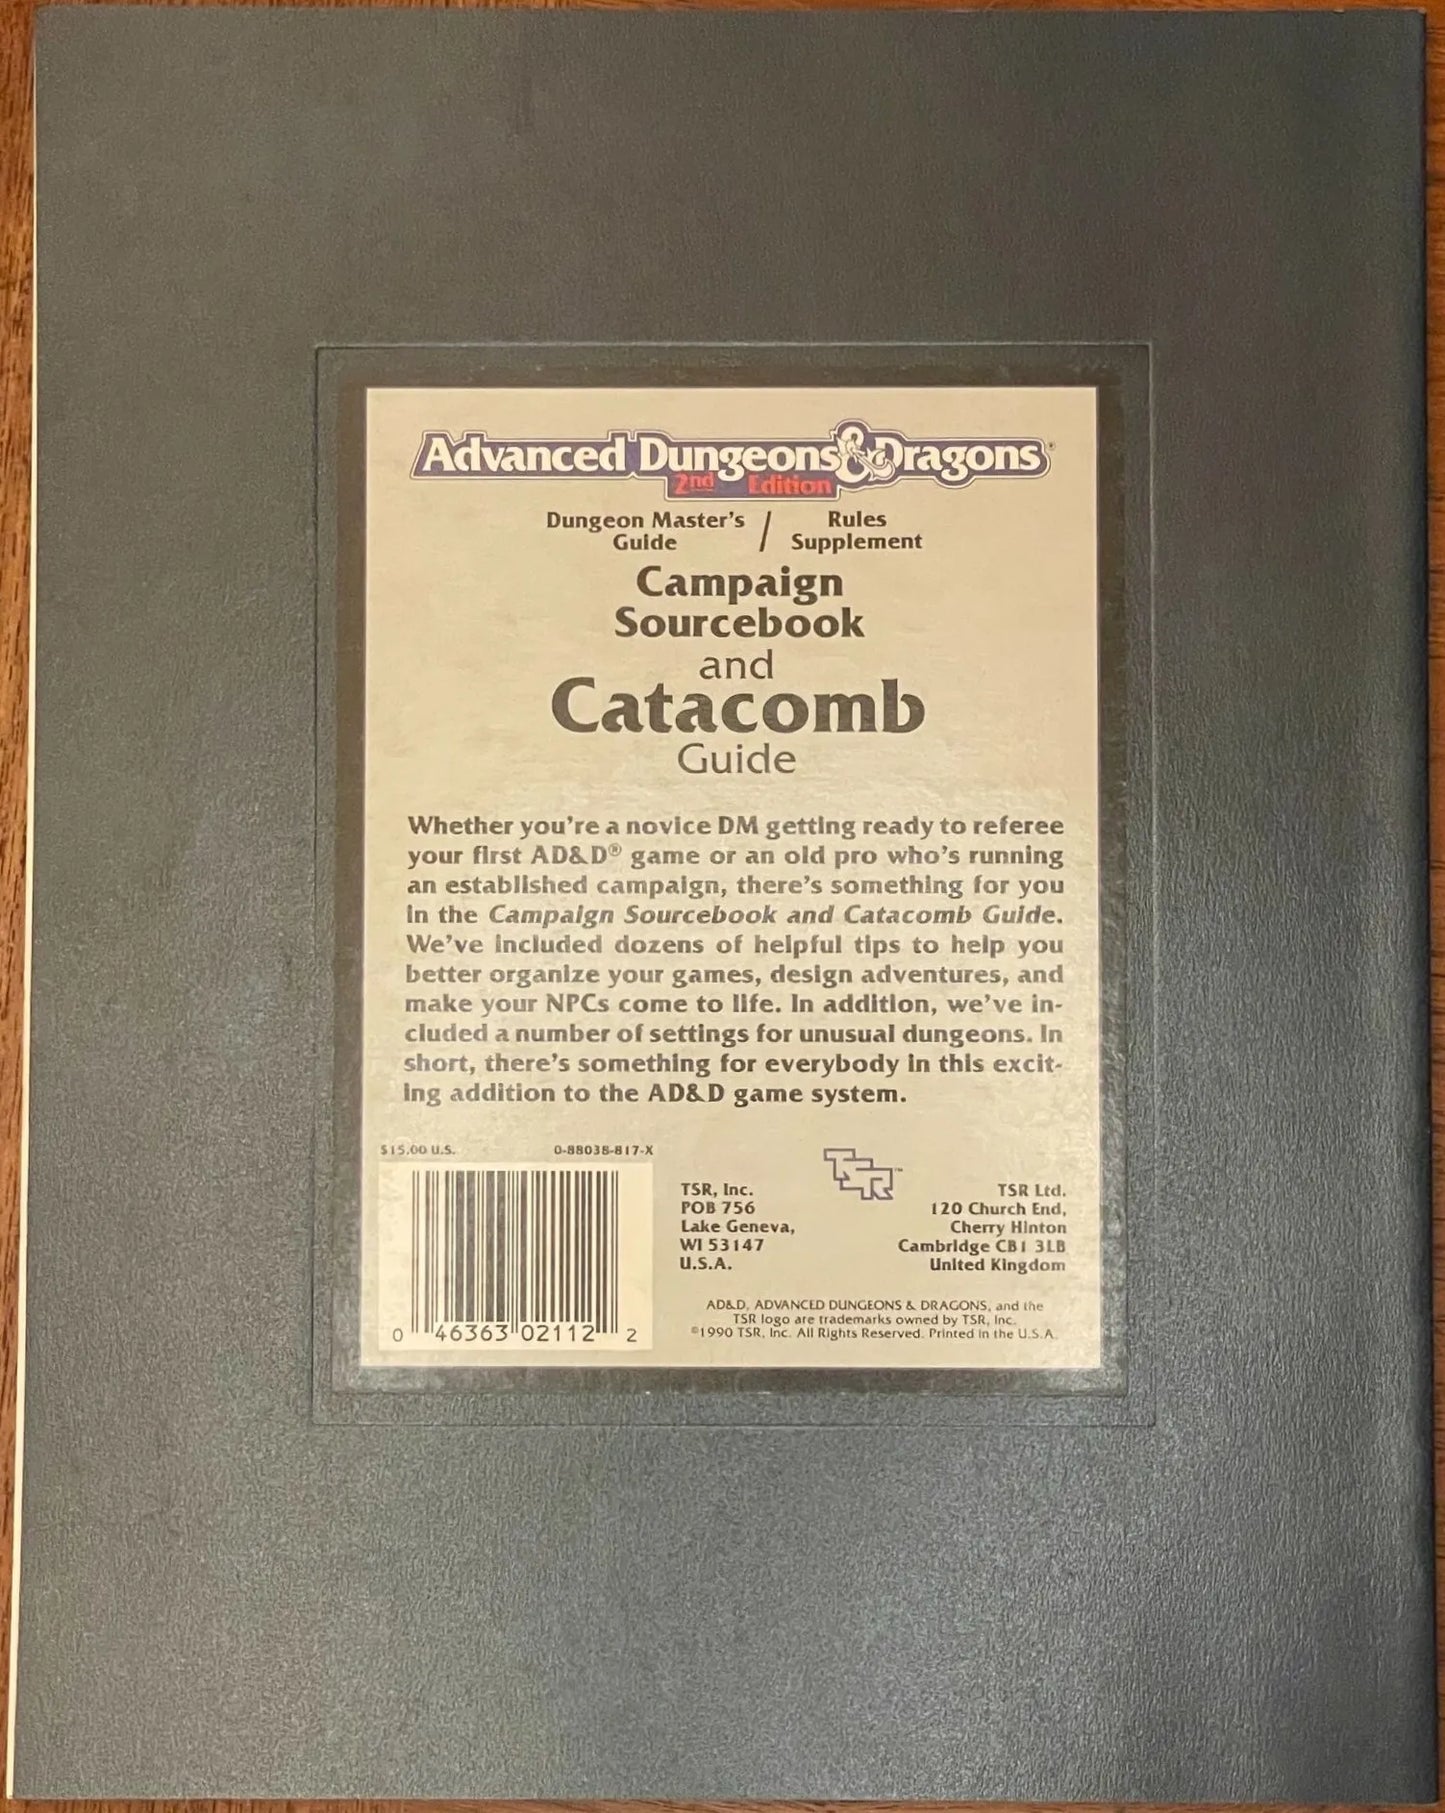 Advanced Dungeons & Dragons®
2nd Edition
Dungeon Master's Guide / Rules Supplement
Campaign
Sourcebook
and
Catacomb
Guide
Whether you're a novice DM getting ready to referee
your first AD&D® game or an old pro who's running
an established campaign, there's something for you
in the Campaign Sourcebook and Catacomb Guide.
We've included dozens of helpful tips to help you
better organize your games, design adventures, and
make your NPCs come to life. In addition, we've in-
cluded a number of settings for unusual dungeons. In
short, there's something for everybody in this excit-
ing addition to the AD&D game system.
$15.00 U.S. 0-88038-817-X
0 46363 02112 2
TSR, Inc.
POB 756
Lake Geneva,
WI 53147
U.S.A.
TSR™
TSR Ltd.
120 Church End,
Cherry Hinton
Cambridge CB1 3LB
United Kingdom
AD&D, ADVANCED DUNGEONS & DRAGONS, and the
TSR logo are trademarks owned by TSR, Inc.
©1990 TSR, Inc. All Rights Reserved. Printed in the U.S.A.